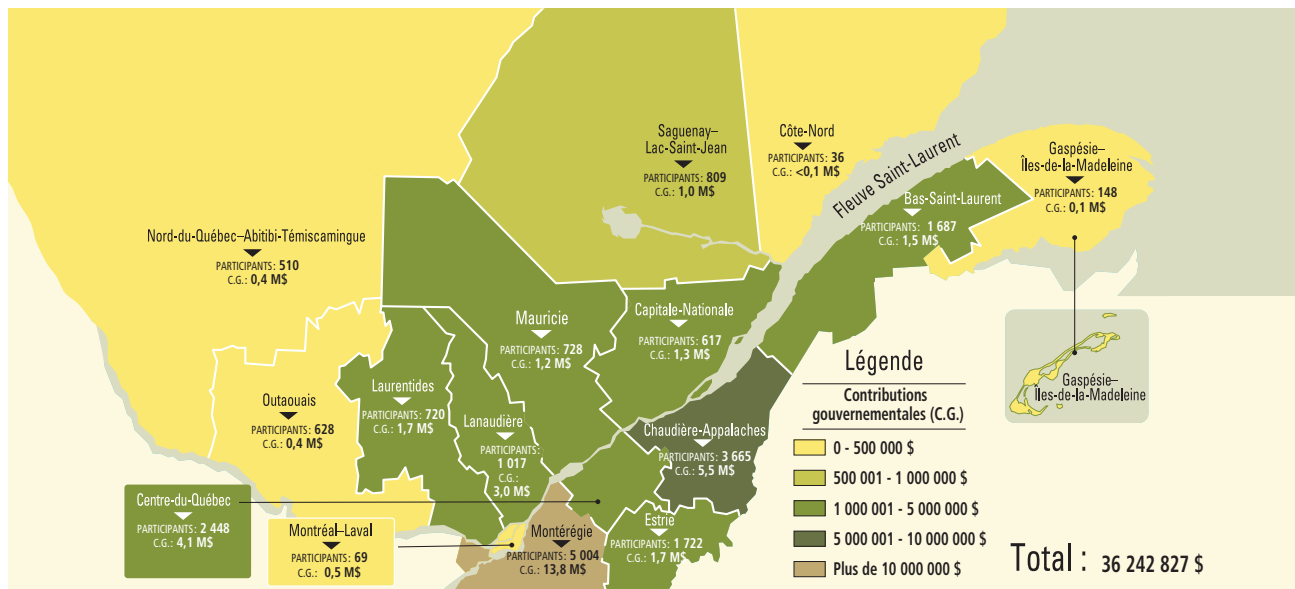 Saguenay–
Lac-Saint-Jean
PARTICIPANTS: 809
C.G.: 1,0 M$
Côte-Nord
PARTICIPANTS: 36
C.G.: <0,1 M$
Fleuve Saint-Laurent
Gaspésie–
Îles-de-la-Madeleine
PARTICIPANTS: 148
C.G.: 0,1 M$
Bas-Saint-Laurent
PARTICIPANTS: 1 687
C.G.: 1,5 M$
Nord-du-Québec–Abitibi-Témiscamingue
PARTICIPANTS: 510
C.G.: 0,4 M$
Mauricie
PARTICIPANTS: 728
C.G.: 1,2 M$
Capitale-Nationale
PARTICIPANTS: 617
C.G.: 1,3 M$
Outaouais
PARTICIPANTS: 628
C.G.: 0,4 M$
Laurentides
PARTICIPANTS: 720
C.G.: 1,7 M$
Lanaudière
PARTICIPANTS:
1 017
C.G.:
3,0 M$
Chaudière-Appalaches
PARTICIPANTS: 3 665
C.G.: 5,5 M$
Centre-du-Québec
PARTICIPANTS: 2 448
C.G.: 4,1 M$
Montréal–Laval
PARTICIPANTS: 69
C.G.: 0,5 M$
Montérégie
PARTICIPANTS: 5 004
C.G.: 13,8 M$
Estrie
PARTICIPANTS: 1 722
C.G.: 1,7 M$
Gaspésie–
Îles-de-la-Madeleine
Légende
Contributions
gouvernementales (C.G.)
0 - 500 000 $
500 001 - 1 000 000 $
1 000 001 - 5 000 000 $
5 000 001 - 10 000 000 $
Plus de 10 000 000 $
Total : 36 242 827 $